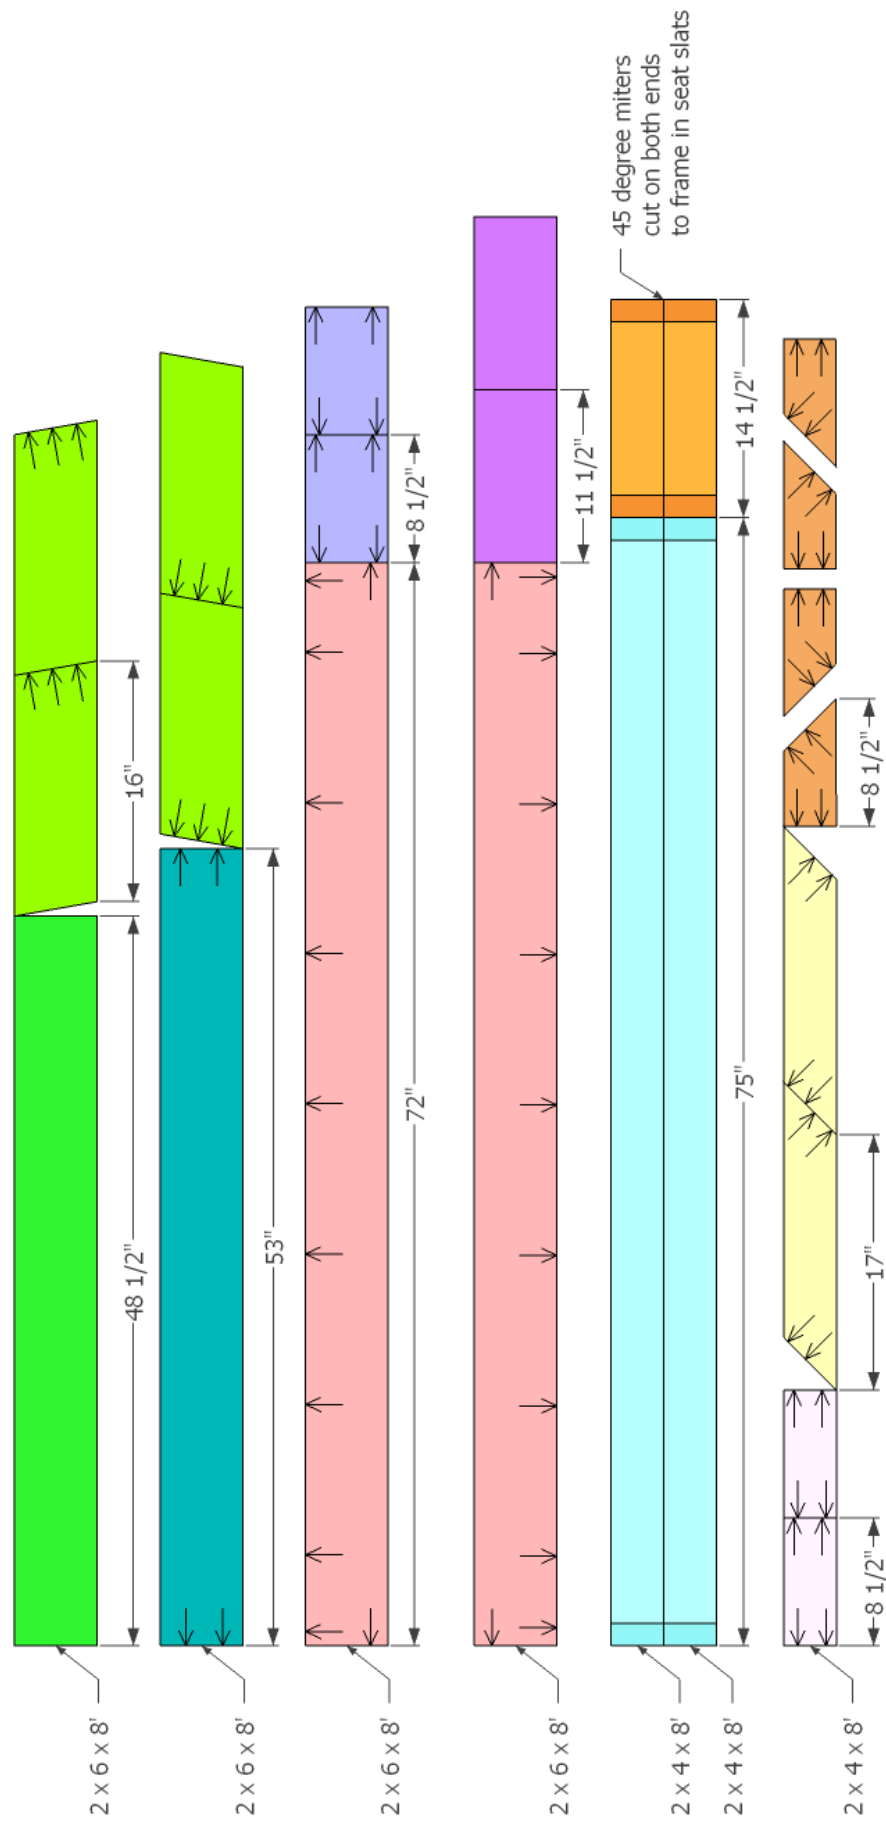 2 x 6 x 8'
48 1/2"
16"
2 x 6 x 8'
53"
2 x 6 x 8'
72"
8 1/2"
2 x 6 x 8'
11 1/2"
2 x 4 x 8'
2 x 4 x 8'
75"
14 1/2"
45 degree miters
cut on both ends
to frame in seat slats
2 x 4 x 8'
8 1/2"
17"
8 1/2"